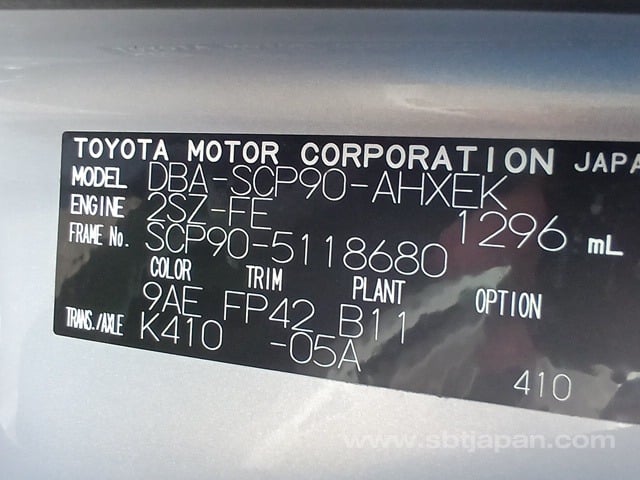 TOYOTA MOTOR CORPORATION JAPA
MODEL DBA-SCP90-AHXEK
ENGINE 2SZ-FE 1296 mL
FRAME No. SCP90-5118680
COLOR TRIM PLANT OPTION
9AE FP42 B11
TRANS./AXLE K410 -05A
410
www.sbtjapan.com